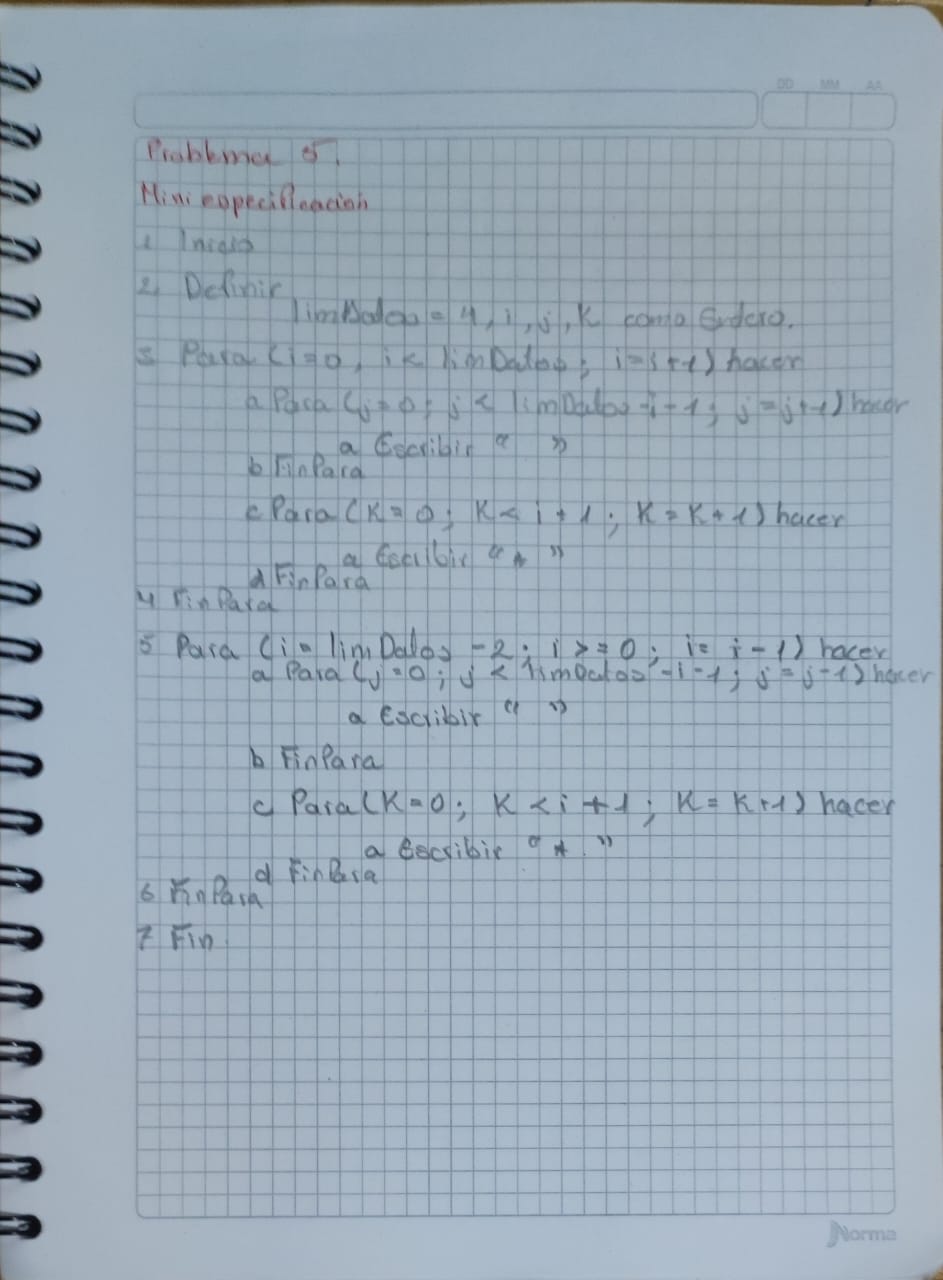 DD MM AA
Problema 5.
Mini especificación
1 Inicio
2 Definir
limDatos = 4, i, j, K como Entero.
3 Para (i=0, i< limDatos; i=i+1) hacer
a Para (j=0; j < limDatos-i-1; j=j+1) hacer
a Escribir “ ”
b FinPara
c Para (K=0; K< i+1; K=K+1) hacer
a Escribir “*”
d FinPara
4 FinPara
5 Para (i= limDatos -2; i >=0; i= i-1) hacer
a Para (j=0; j < limDatos -i-1; j=j-1) hacer
a Escribir “ ”
b FinPara
c Para (K=0; K<i+1; K=K+1) hacer
a Escribir “*.”
d FinPara
6 FinPara
7 Fin.
Norma